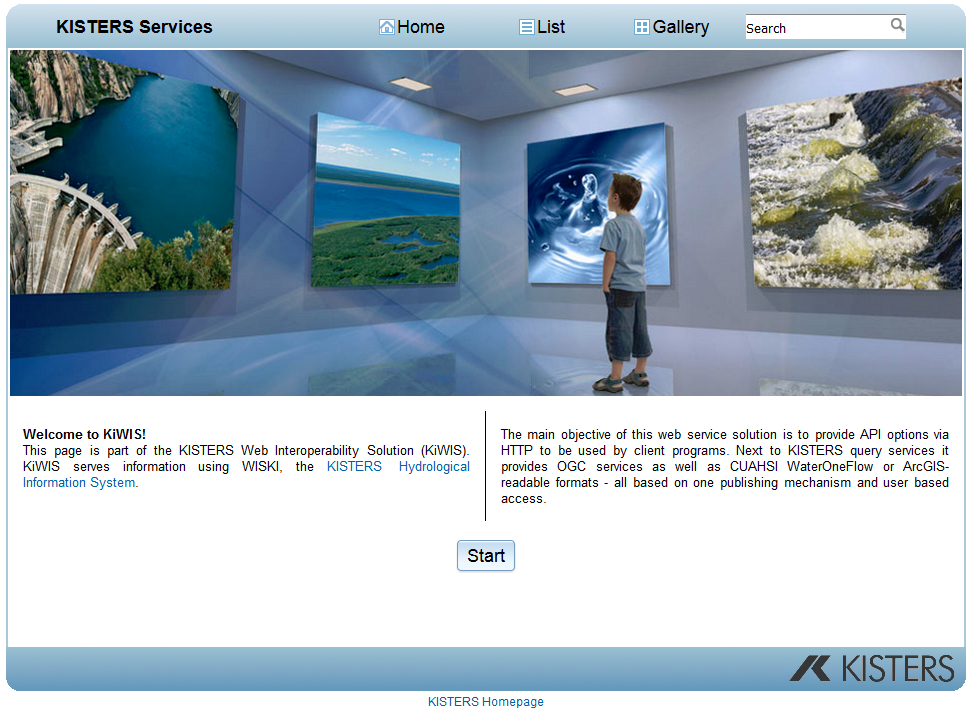 KISTERS Services
Home
List
Gallery
Search
Welcome to KiWIS!
This page is part of the KISTERS Web Interoperability Solution (KiWIS).
KiWIS serves information using WISKI, the KISTERS Hydrological
Information System.
The main objective of this web service solution is to provide API options via
HTTP to be used by client programs. Next to KISTERS query services it
provides OGC services as well as CUAHSI WaterOneFlow or ArcGIS-
readable formats - all based on one publishing mechanism and user based
access.
Start
KISTERS
KISTERS Homepage